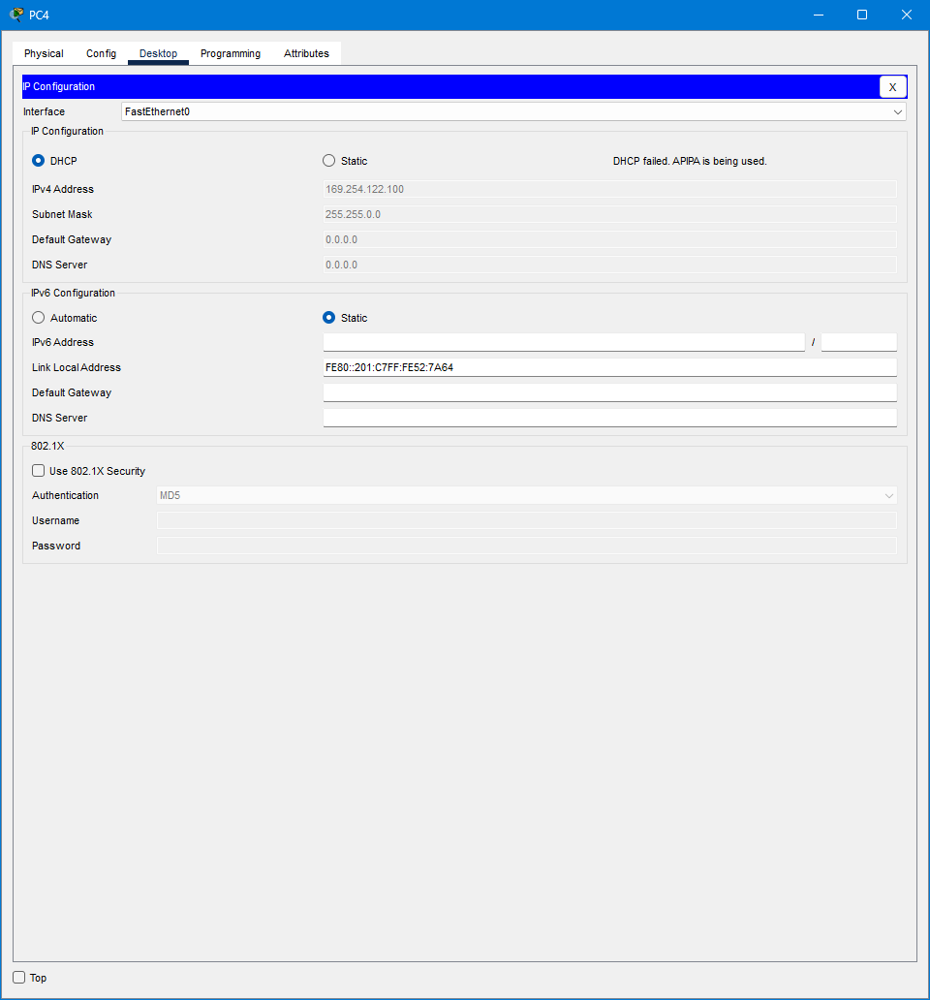 PC4
Physical Config Desktop Programming Attributes
IP Configuration X
Interface FastEthernet0
IP Configuration
DHCP Static DHCP failed. APIPA is being used.
IPv4 Address 169.254.122.100
Subnet Mask 255.255.0.0
Default Gateway 0.0.0.0
DNS Server 0.0.0.0
IPv6 Configuration
Automatic Static
IPv6 Address /
Link Local Address FE80::201:C7FF:FE52:7A64
Default Gateway
DNS Server
802.1X
Use 802.1X Security
Authentication MD5
Username
Password
Top